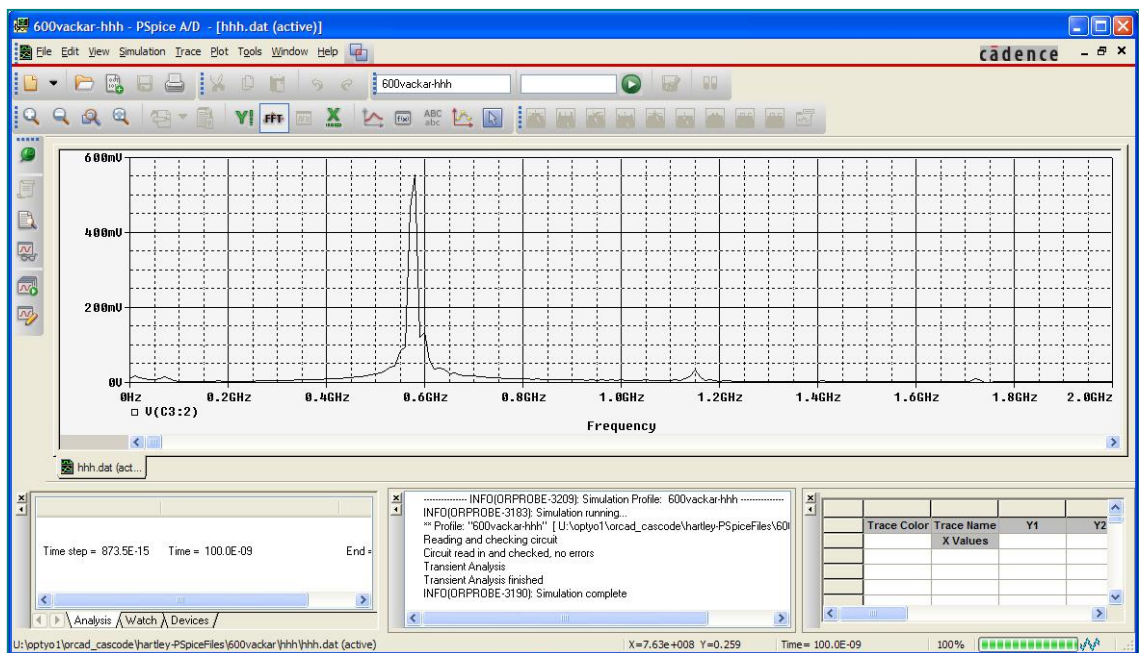 600vackar-hhh - PSpice A/D - [hhh.dat (active)]
File Edit View Simulation Trace Plot Tools Window Help
cādence
600vackar-hhh
FFT
ABC
abc
f(x)
600mV
400mV
200mV
0V
0Hz 0.2GHz 0.4GHz 0.6GHz 0.8GHz 1.0GHz 1.2GHz 1.4GHz 1.6GHz 1.8GHz 2.0GHz
V(C3:2)
Frequency
hhh.dat (act...
Time step = 873.5E-15 Time = 100.0E-09 End =
Analysis Watch Devices
--------------- INFO(ORPROBE-3209): Simulation Profile: 600vackar-hhh ---------------
INFO(ORPROBE-3183): Simulation running...
** Profile: "600vackar-hhh" [ U:\optyo1\orcad_cascode\hartley-PSpiceFiles\60
Reading and checking circuit
Circuit read in and checked, no errors
Transient Analysis
Transient Analysis finished
INFO(ORPROBE-3190): Simulation complete
Trace Color Trace Name Y1 Y2
X Values
U:\optyo1\orcad_cascode\hartley-PSpiceFiles\600vackar\hhh\hhh.dat (active) X=7.63e+008 Y=0.259 Time= 100.0E-09 100%